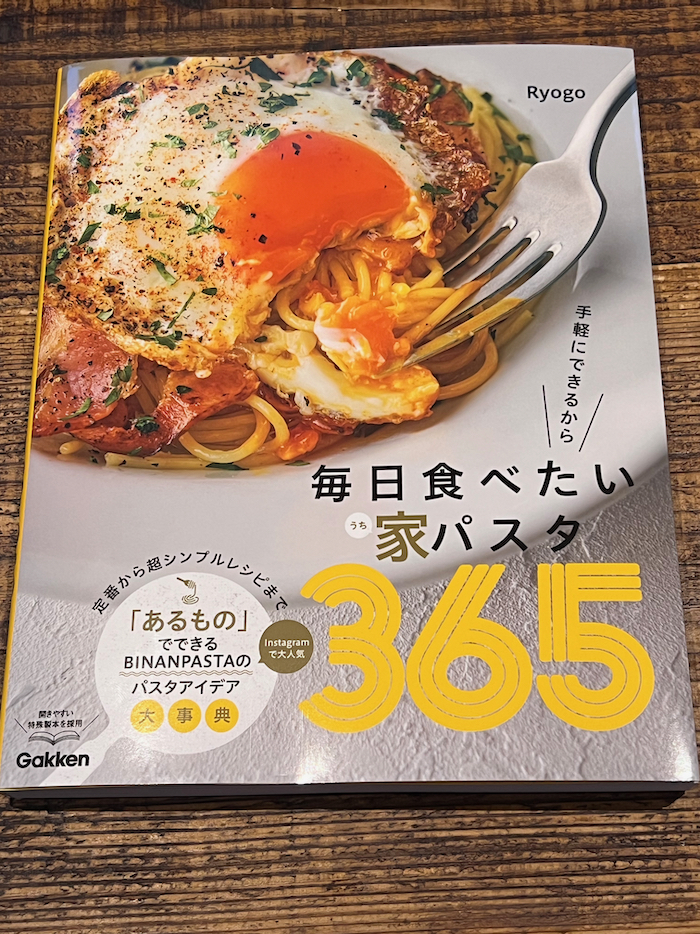 Ryogo
手軽にできるから
毎日食べたい
うち
家パスタ
365
定番から超シンプルレシピまで
「あるもの」
でできる
BINANPASTAの
パスタアイデア
大事典
Instagram
で大人気
開きやすい
特殊製本を採用
Gakken